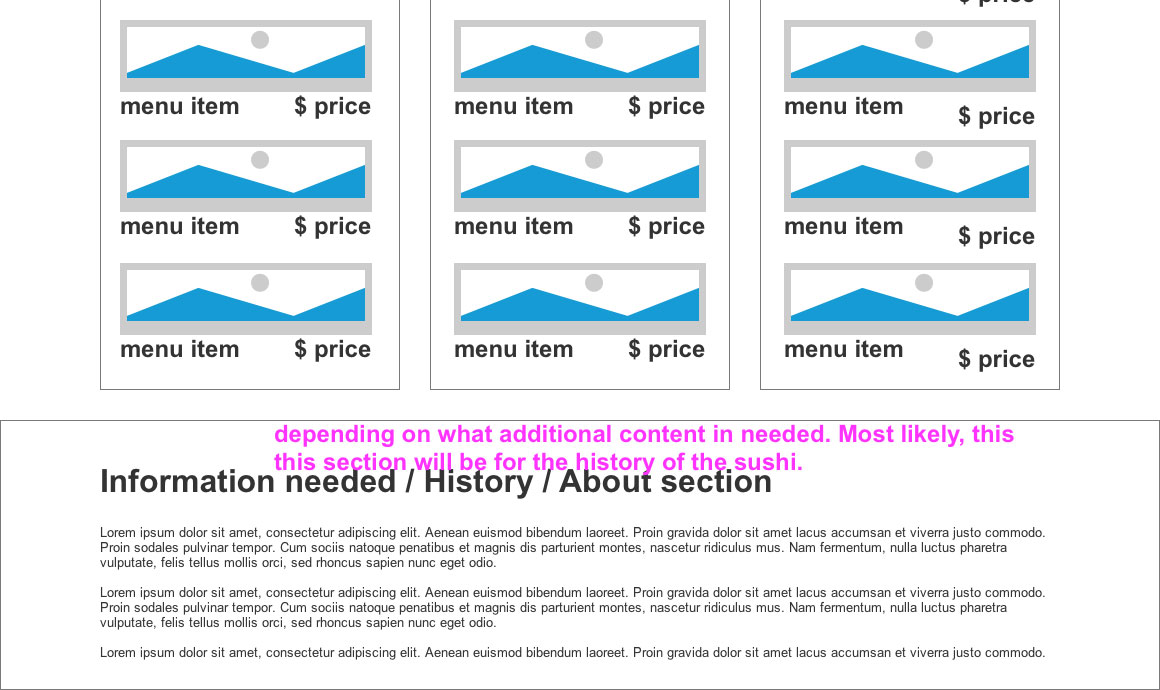 $ price
menu item $ price menu item $ price menu item $ price
menu item $ price menu item $ price menu item $ price
menu item $ price menu item $ price menu item $ price
depending on what additional content in needed. Most likely, this
this section will be for the history of the sushi.
Information needed / History / About section
Lorem ipsum dolor sit amet, consectetur adipiscing elit. Aenean euismod bibendum laoreet. Proin gravida dolor sit amet lacus accumsan et viverra justo commodo.
Proin sodales pulvinar tempor. Cum sociis natoque penatibus et magnis dis parturient montes, nascetur ridiculus mus. Nam fermentum, nulla luctus pharetra
vulputate, felis tellus mollis orci, sed rhoncus sapien nunc eget odio.
Lorem ipsum dolor sit amet, consectetur adipiscing elit. Aenean euismod bibendum laoreet. Proin gravida dolor sit amet lacus accumsan et viverra justo commodo.
Proin sodales pulvinar tempor. Cum sociis natoque penatibus et magnis dis parturient montes, nascetur ridiculus mus. Nam fermentum, nulla luctus pharetra
vulputate, felis tellus mollis orci, sed rhoncus sapien nunc eget odio.
Lorem ipsum dolor sit amet, consectetur adipiscing elit. Aenean euismod bibendum laoreet. Proin gravida dolor sit amet lacus accumsan et viverra justo commodo.